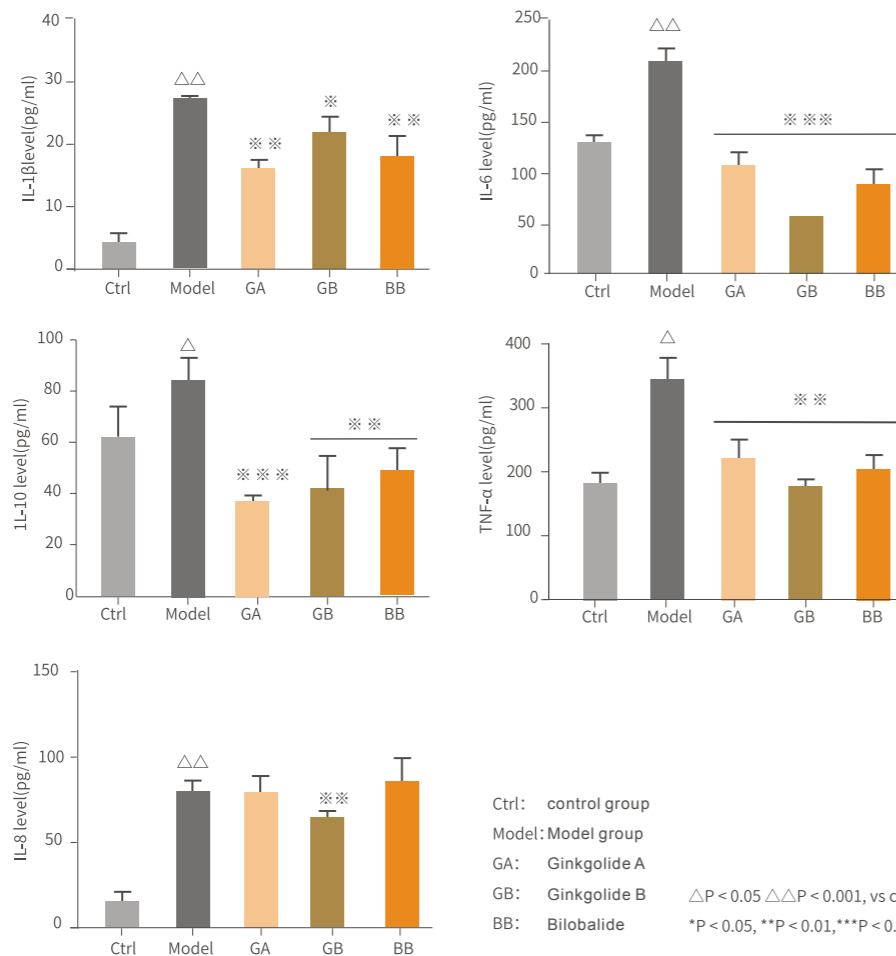 40
30
20
10
0
IL-1βlevel(pg/ml)
△△
※※
※
※※
Ctrl Model GA GB BB
250
200
150
100
50
0
IL-6 level(pg/ml)
△△
※※※
Ctrl Model GA GB BB
100
80
60
40
20
0
1L-10 level(pg/ml)
△
※※※
※※
Ctrl Model GA GB BB
400
300
200
100
0
TNF-α level(pg/ml)
△
※※
Ctrl Model GA GB BB
150
100
50
0
IL-8 level(pg/ml)
△△
※※
Ctrl Model GA GB BB
Ctrl: control group
Model: Model group
GA: Ginkgolide A
GB: Ginkgolide B
△P < 0.05 △△P < 0.001, vs c
BB: Bilobalide
*P < 0.05, **P < 0.01,***P < 0.